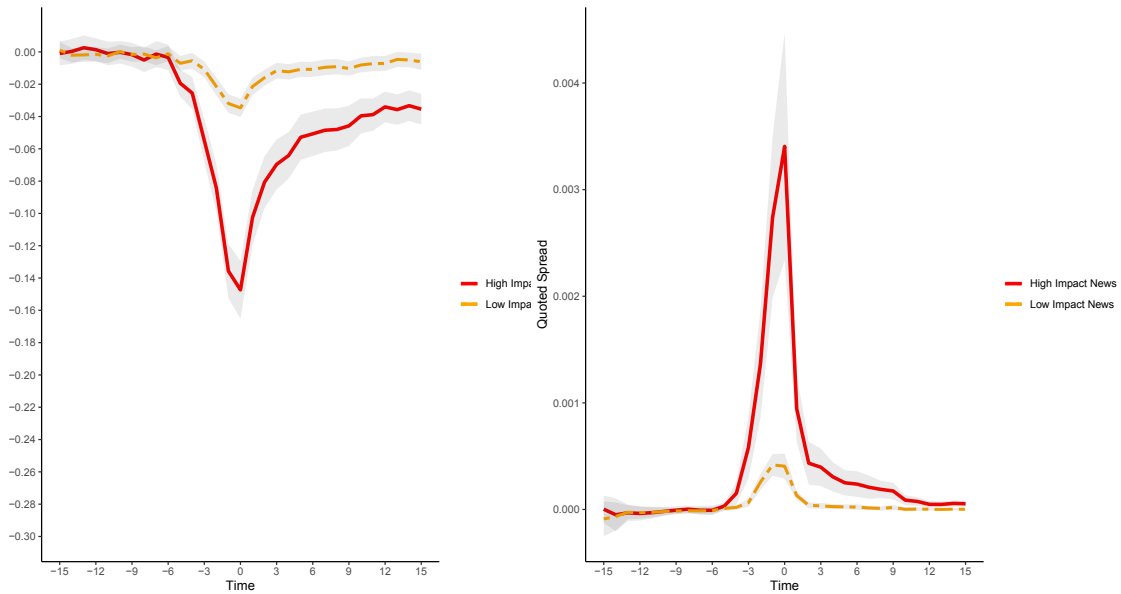 0.00
−0.02
−0.04
−0.06
−0.08
−0.10
−0.12
−0.14
−0.16
−0.18
−0.20
−0.22
−0.24
−0.26
−0.28
−0.30
−15 −12 −9 −6 −3 0 3 6 9 12 15
Time
High Impa
Low Impa
Quoted Spread
0.004
0.003
0.002
0.001
0.000
−15 −12 −9 −6 −3 0 3 6 9 12 15
Time
High Impact News
Low Impact News